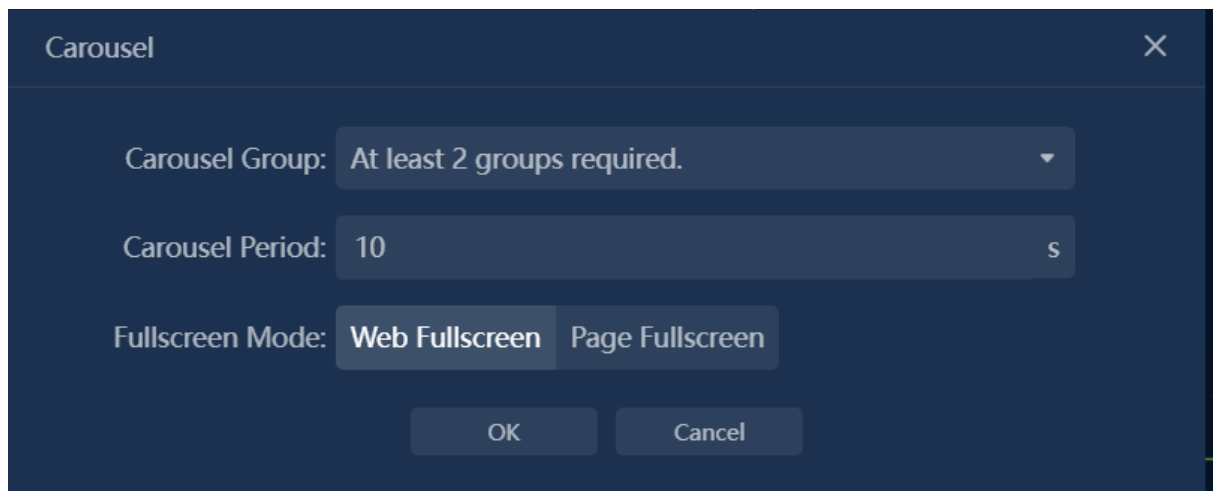 Carousel
Carousel Group: At least 2 groups required.
Carousel Period: 10 s
Fullscreen Mode: Web Fullscreen Page Fullscreen
OK Cancel